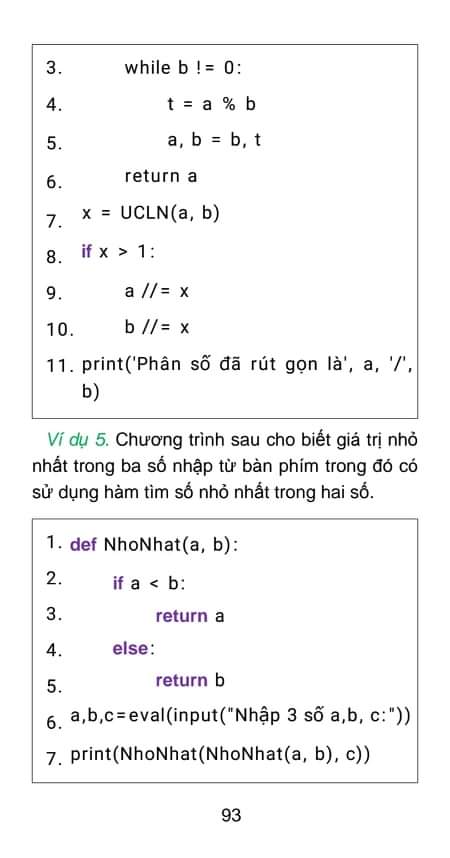 3. while b != 0:
4. t = a % b
5. a, b = b, t
6. return a
7. x = UCLN(a, b)
8. if x > 1:
9. a //= x
10. b //= x
11. print('Phân số đã rút gọn là', a, '/',
b)
Ví dụ 5. Chương trình sau cho biết giá trị nhỏ
nhất trong ba số nhập từ bàn phím trong đó có
sử dụng hàm tìm số nhỏ nhất trong hai số.
1. def NhoNhat(a, b):
2. if a < b:
3. return a
4. else:
5. return b
6. a,b,c=eval(input("Nhập 3 số a,b, c:"))
7. print(NhoNhat(NhoNhat(a, b), c))
93